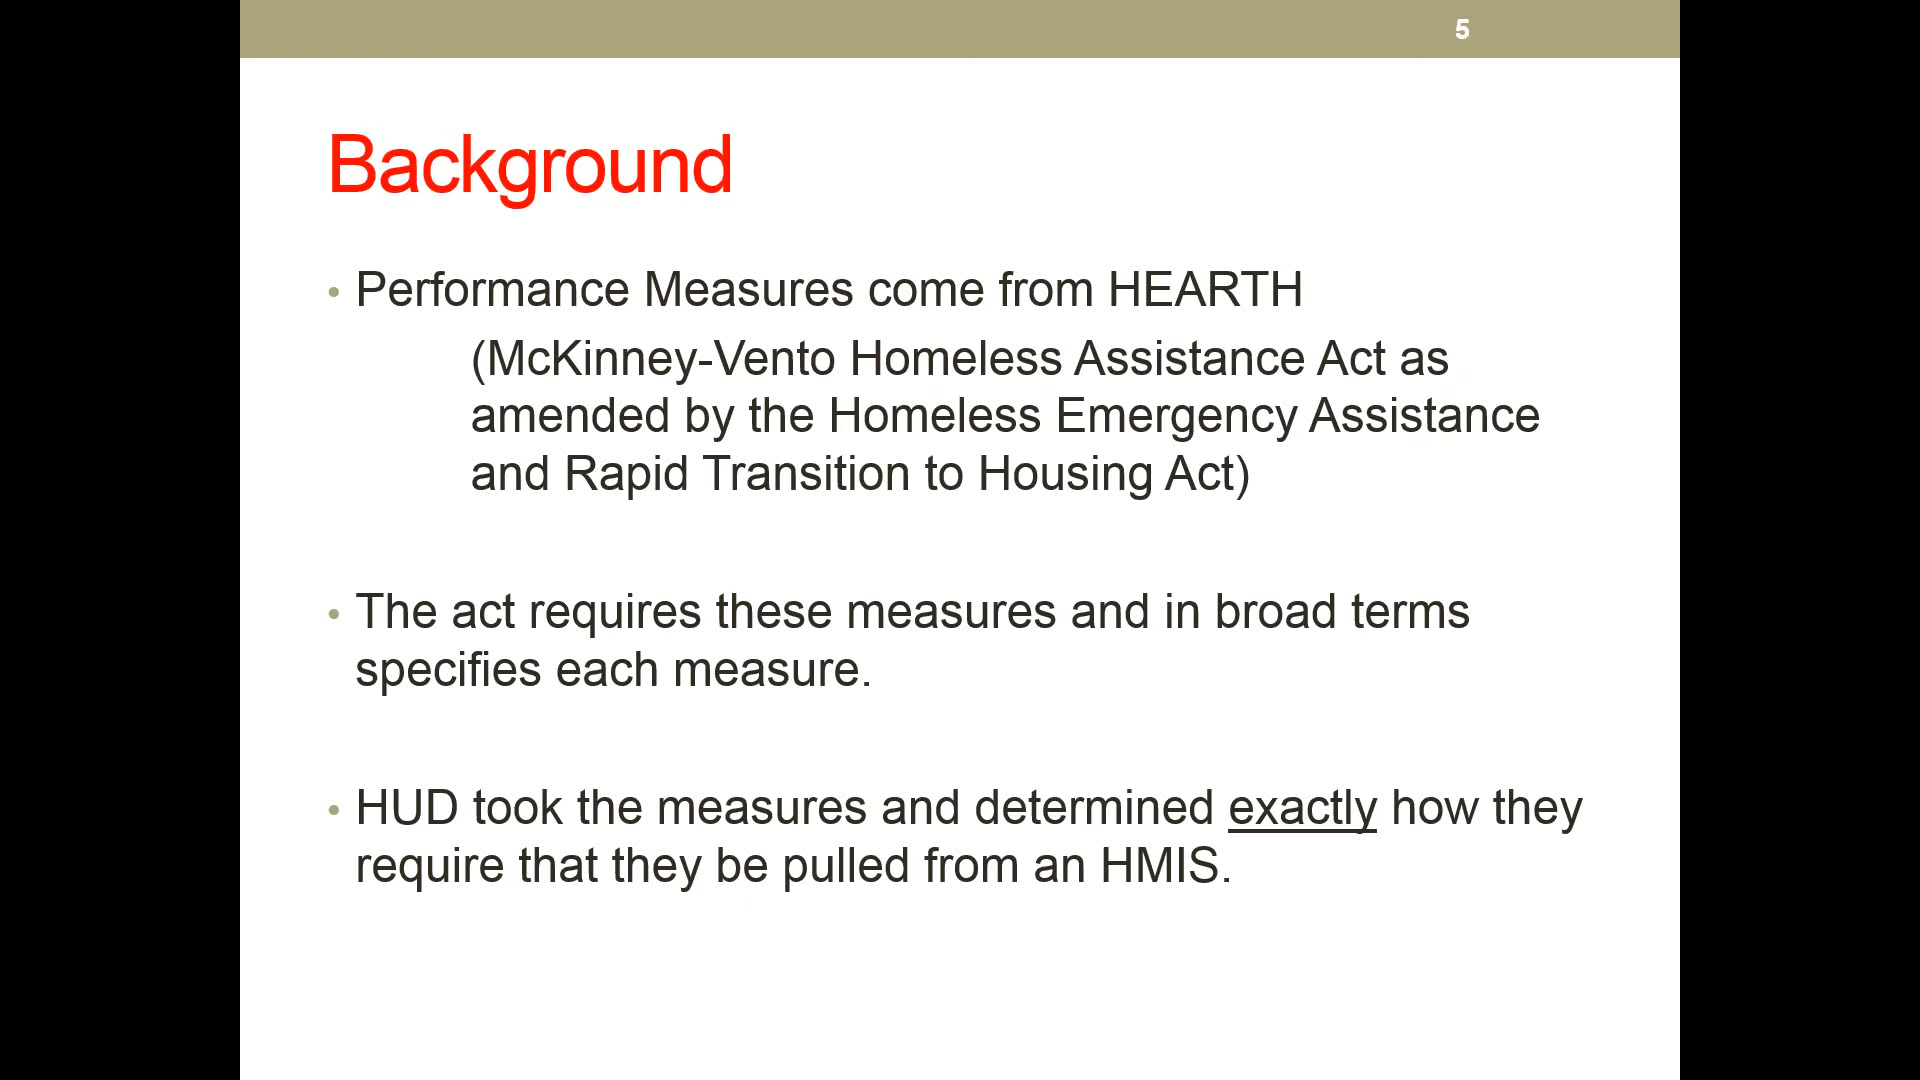 5
Background
• Performance Measures come from HEARTH
(McKinney-Vento Homeless Assistance Act as
amended by the Homeless Emergency Assistance
and Rapid Transition to Housing Act)
• The act requires these measures and in broad terms
specifies each measure.
• HUD took the measures and determined exactly how they
require that they be pulled from an HMIS.